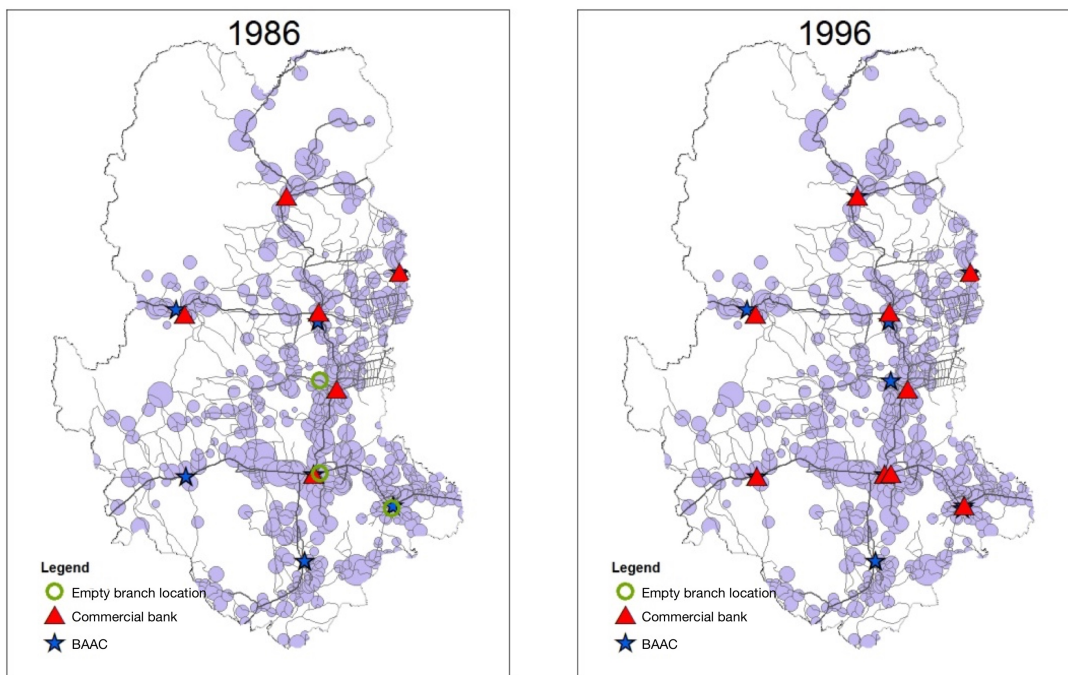 1986
Legend
Empty branch location
Commercial bank
BAAC
1996
Legend
Empty branch location
Commercial bank
BAAC